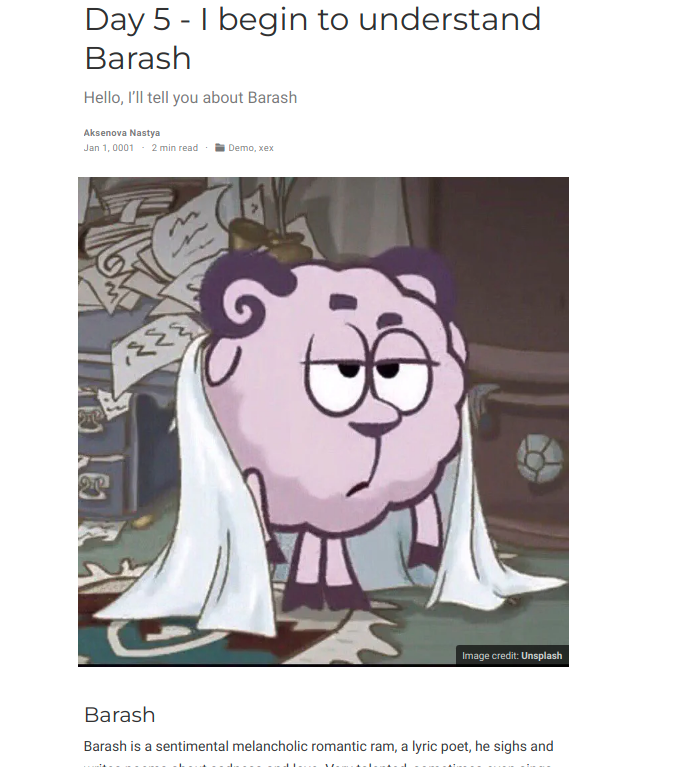 Day 5 - I begin to understand
Barash
Hello, I'll tell you about Barash
Aksenova Nastya
Jan 1, 0001 · 2 min read · Demo, xex
Image credit: Unsplash
Barash
Barash is a sentimental melancholic romantic ram, a lyric poet, he sighs and